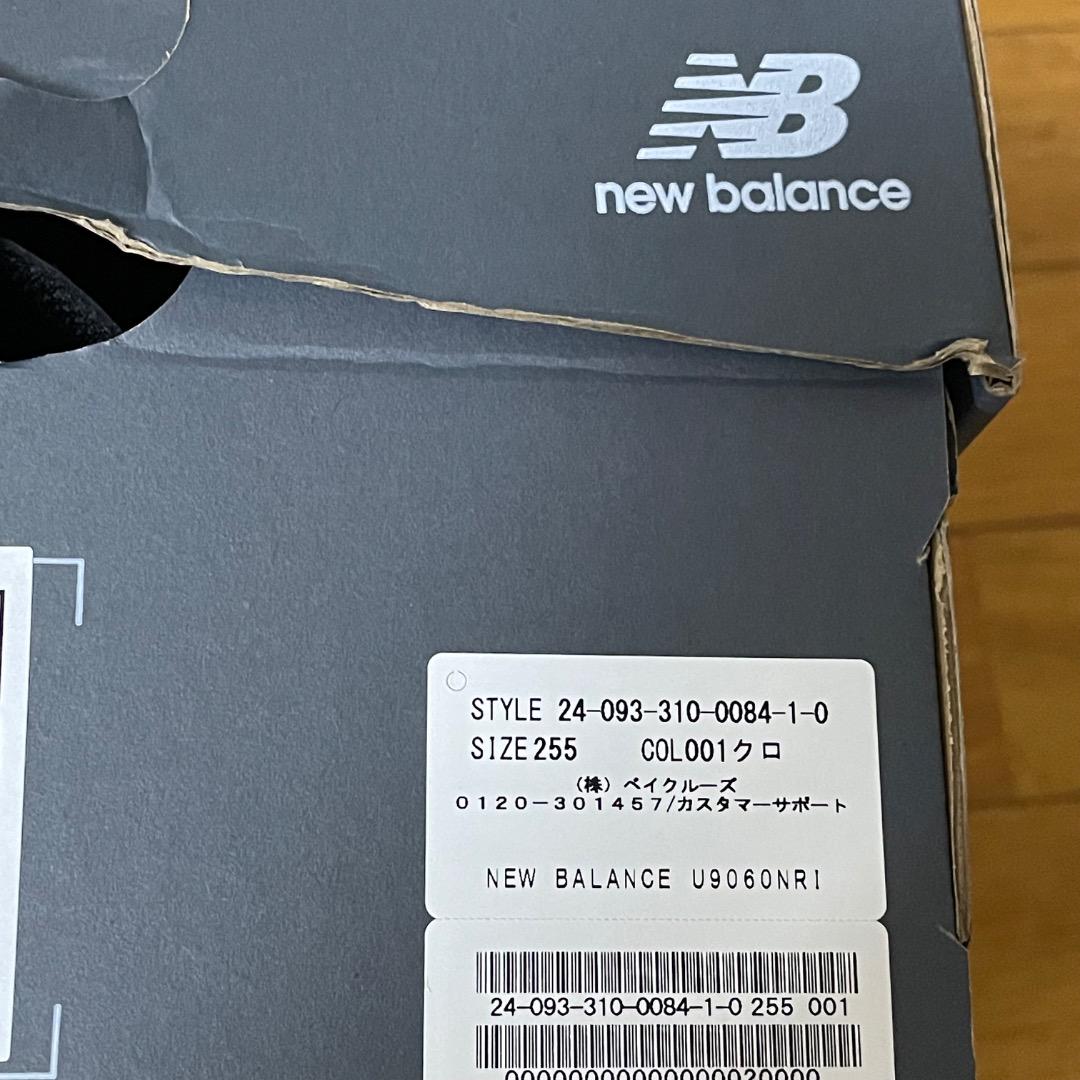 NB
new balance
STYLE 24-093-310-0084-1-0
SIZE255 COL001クロ
(株) ベイクルーズ
0120-301457/カスタマーサポート
NEW BALANCE U9060NRI
24-093-310-0084-1-0 255 001